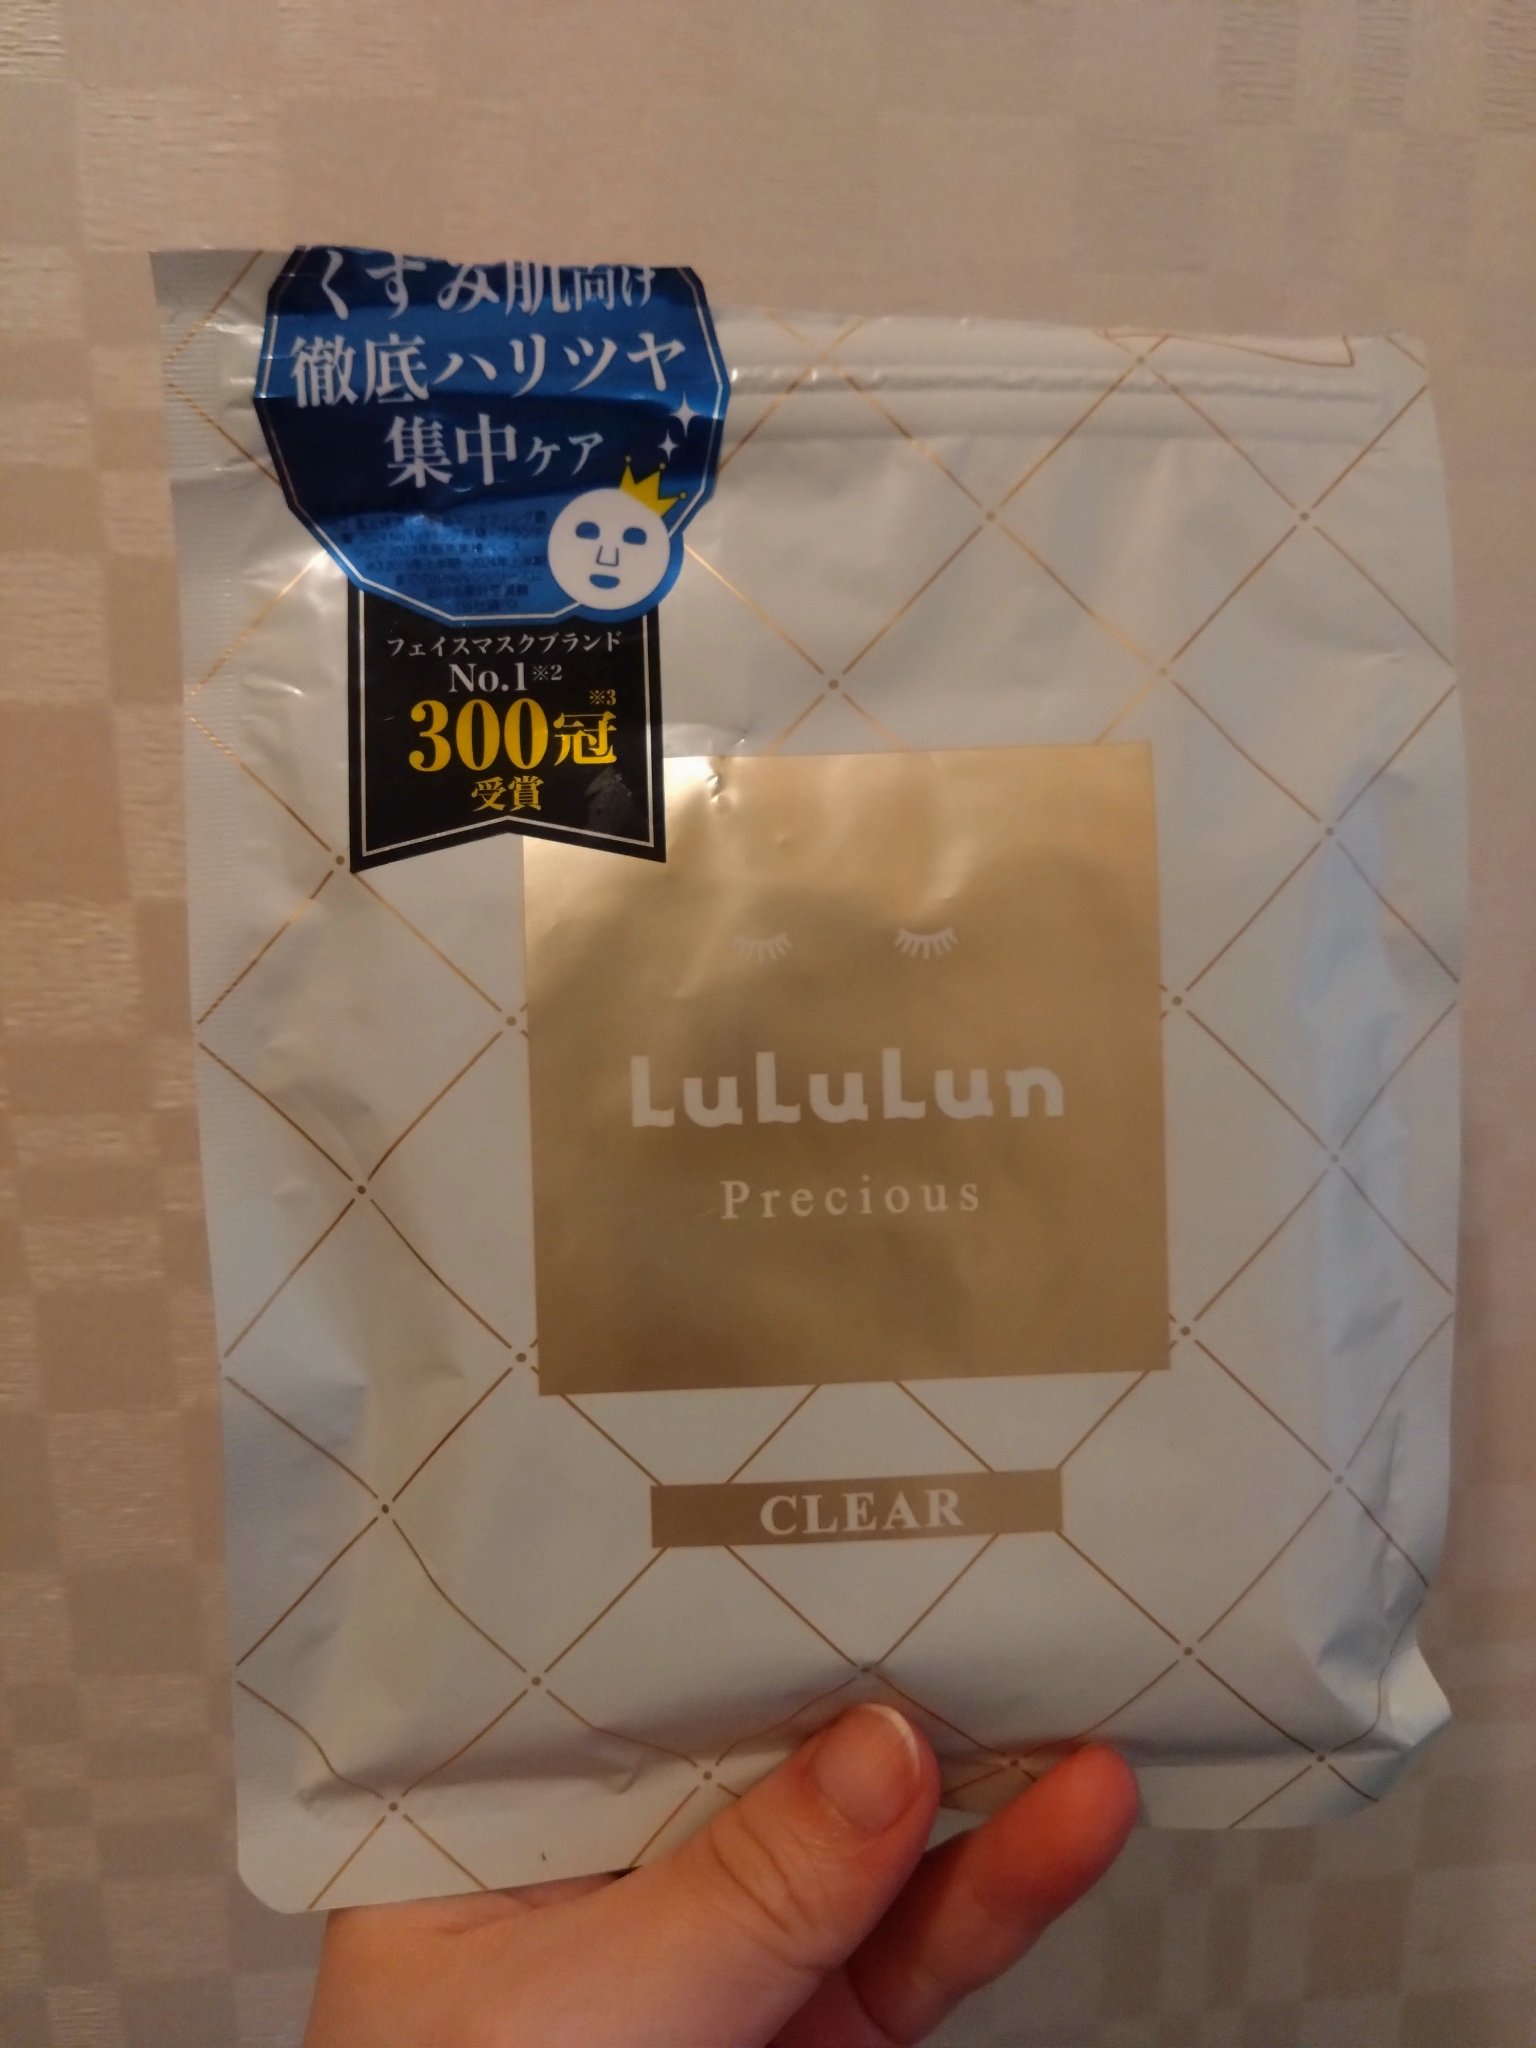 くすみ肌向け
徹底ハリツヤ
集中ケア
フェイスマスクブランド
No.1※2
※3
300冠
受賞
LuLuLun
Precious
CLEAR